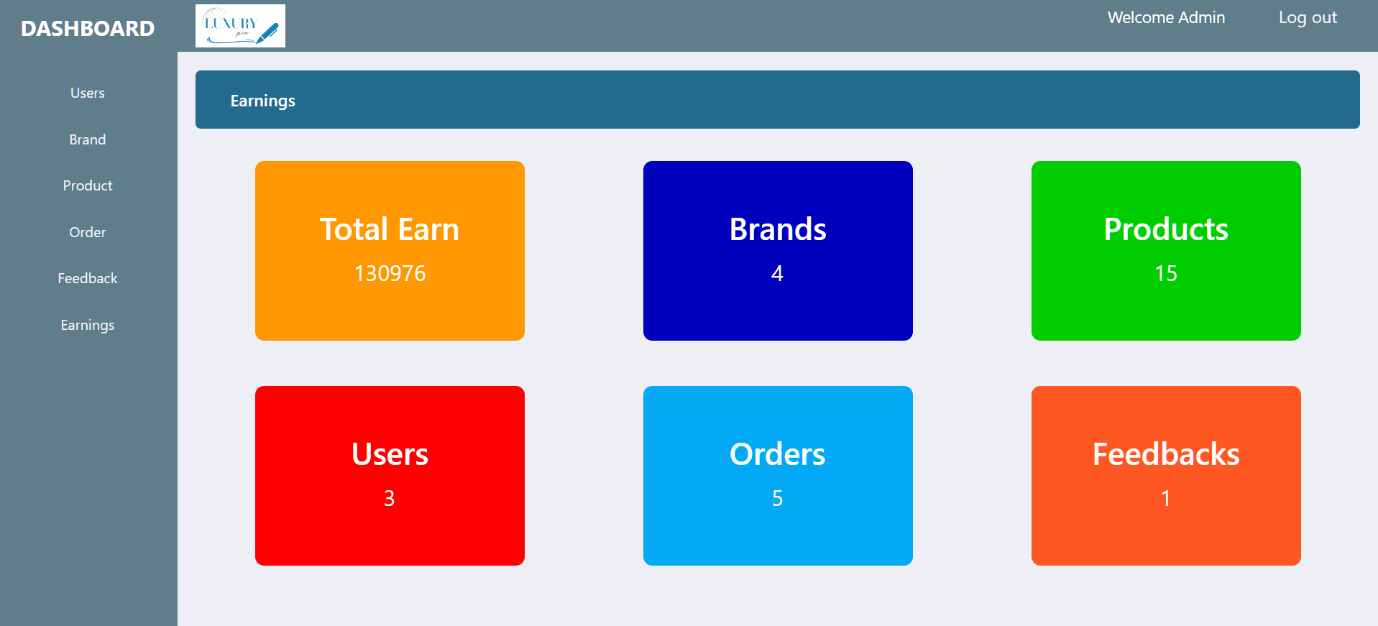 DASHBOARD
LUXURY
pen
Welcome Admin
Log out
Users
Brand
Product
Order
Feedback
Earnings
Earnings
Total Earn
130976
Brands
4
Products
15
Users
3
Orders
5
Feedbacks
1